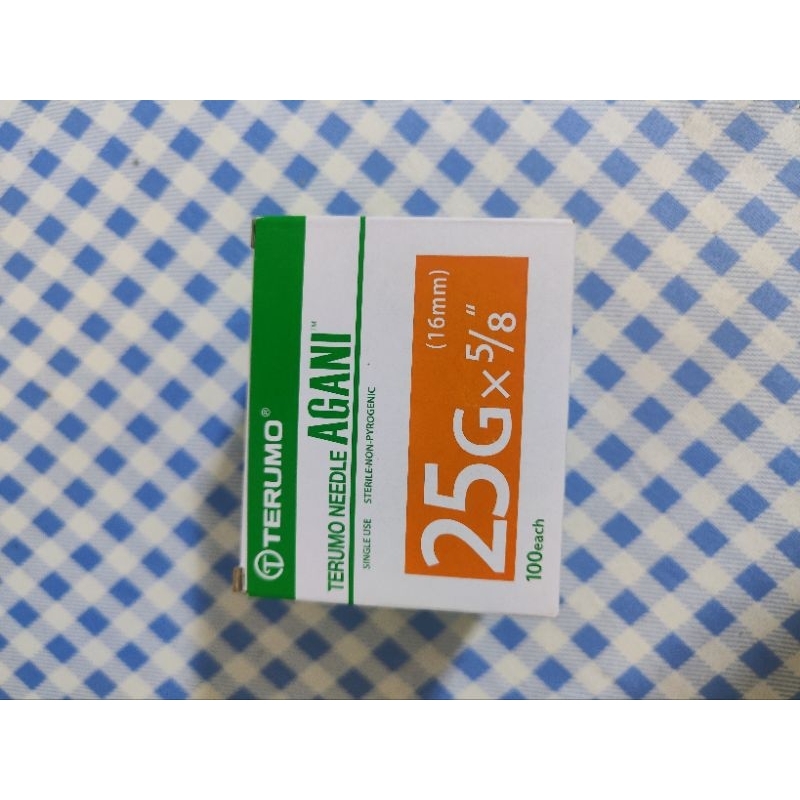 TERUMO®
TERUMO NEEDLE AGANI™
SINGLE USE STERILE-NON-PYROGENIC
25G×5/8" (16mm)
100each